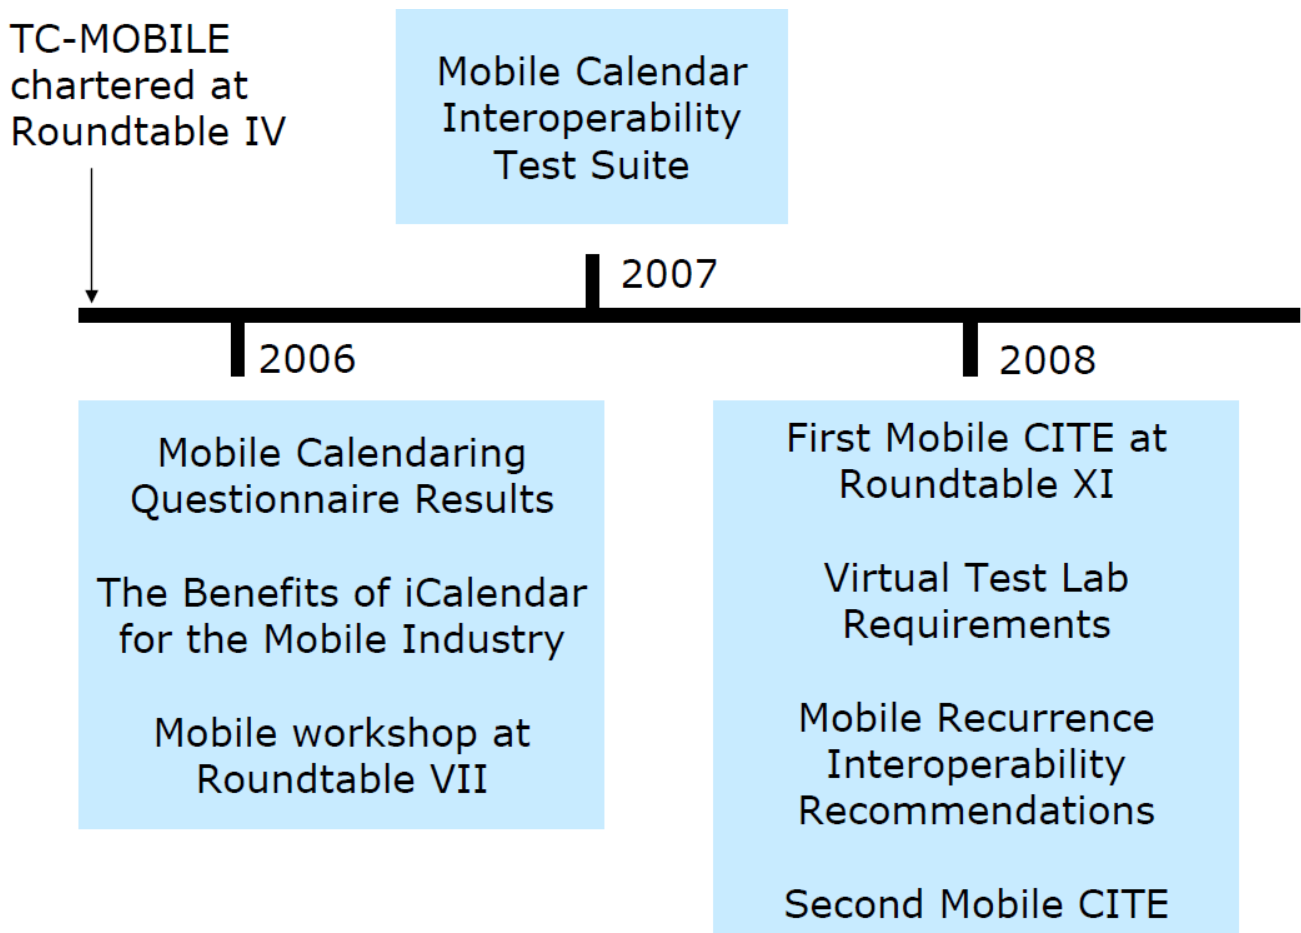 TC-MOBILE
chartered at
Roundtable IV
Mobile Calendar
Interoperability
Test Suite
2007
2006
2008
Mobile Calendaring
Questionnaire Results
The Benefits of iCalendar
for the Mobile Industry
Mobile workshop at
Roundtable VII
First Mobile CITE at
Roundtable XI
Virtual Test Lab
Requirements
Mobile Recurrence
Interoperability
Recommendations
Second Mobile CITE